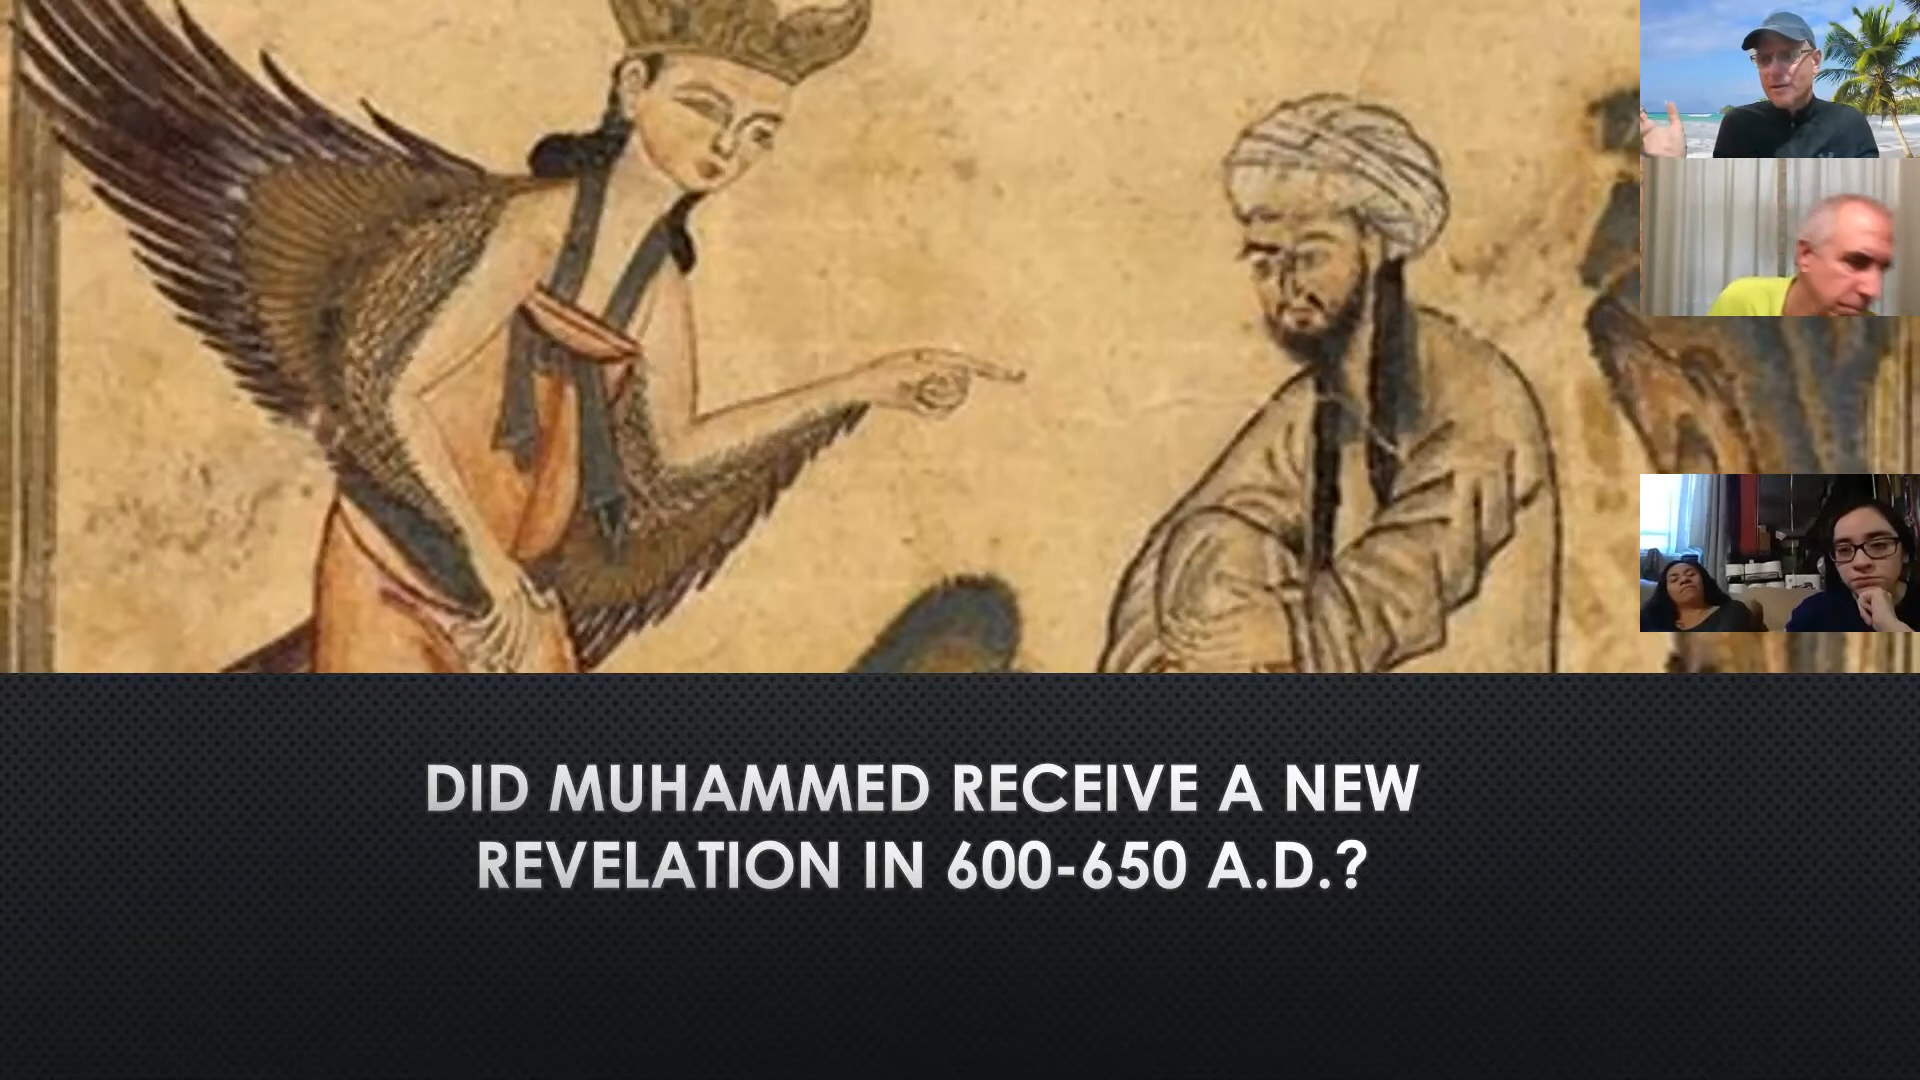 DID MUHAMMED RECEIVE A NEW
REVELATION IN 600-650 A.D.?